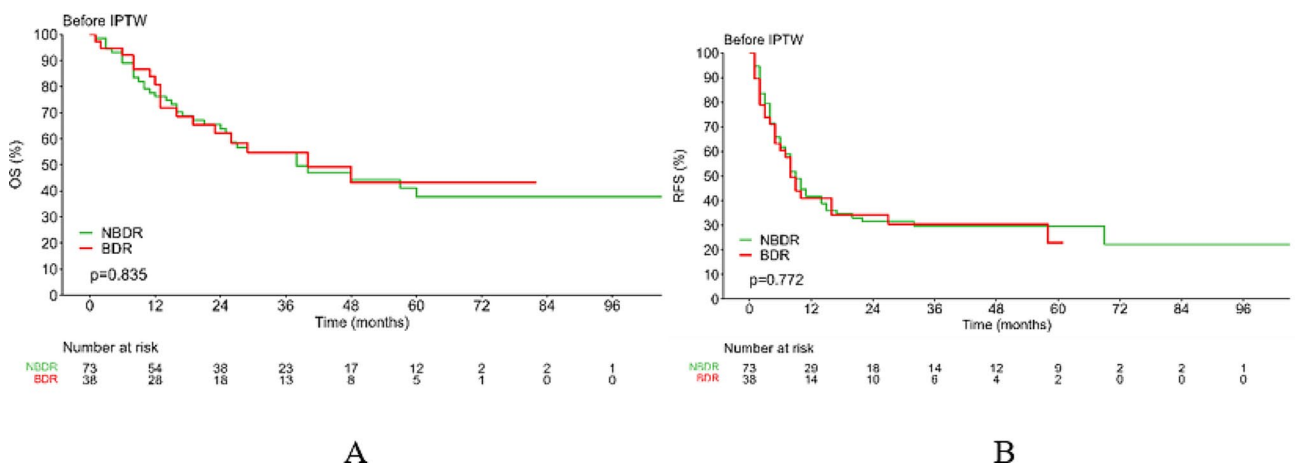 Before IPTW
100
90
80
70
60
50
40
30
20
10
0
OS (%)
NBDR
BDR
p=0.835
0 12 24 36 48 60 72 84 96
Time (months)
Number at risk
NBDR 73 54 38 23 17 12 2 2 1
BDR 38 28 18 13 8 5 1 0 0
A
Before IPTW
100
90
80
70
60
50
40
30
20
10
0
RFS (%)
NBDR
BDR
p=0.772
0 12 24 36 48 60 72 84 96
Time (months)
Number at risk
NBDR 73 29 18 14 12 9 2 2 1
BDR 38 14 10 6 4 2 0 0 0
B